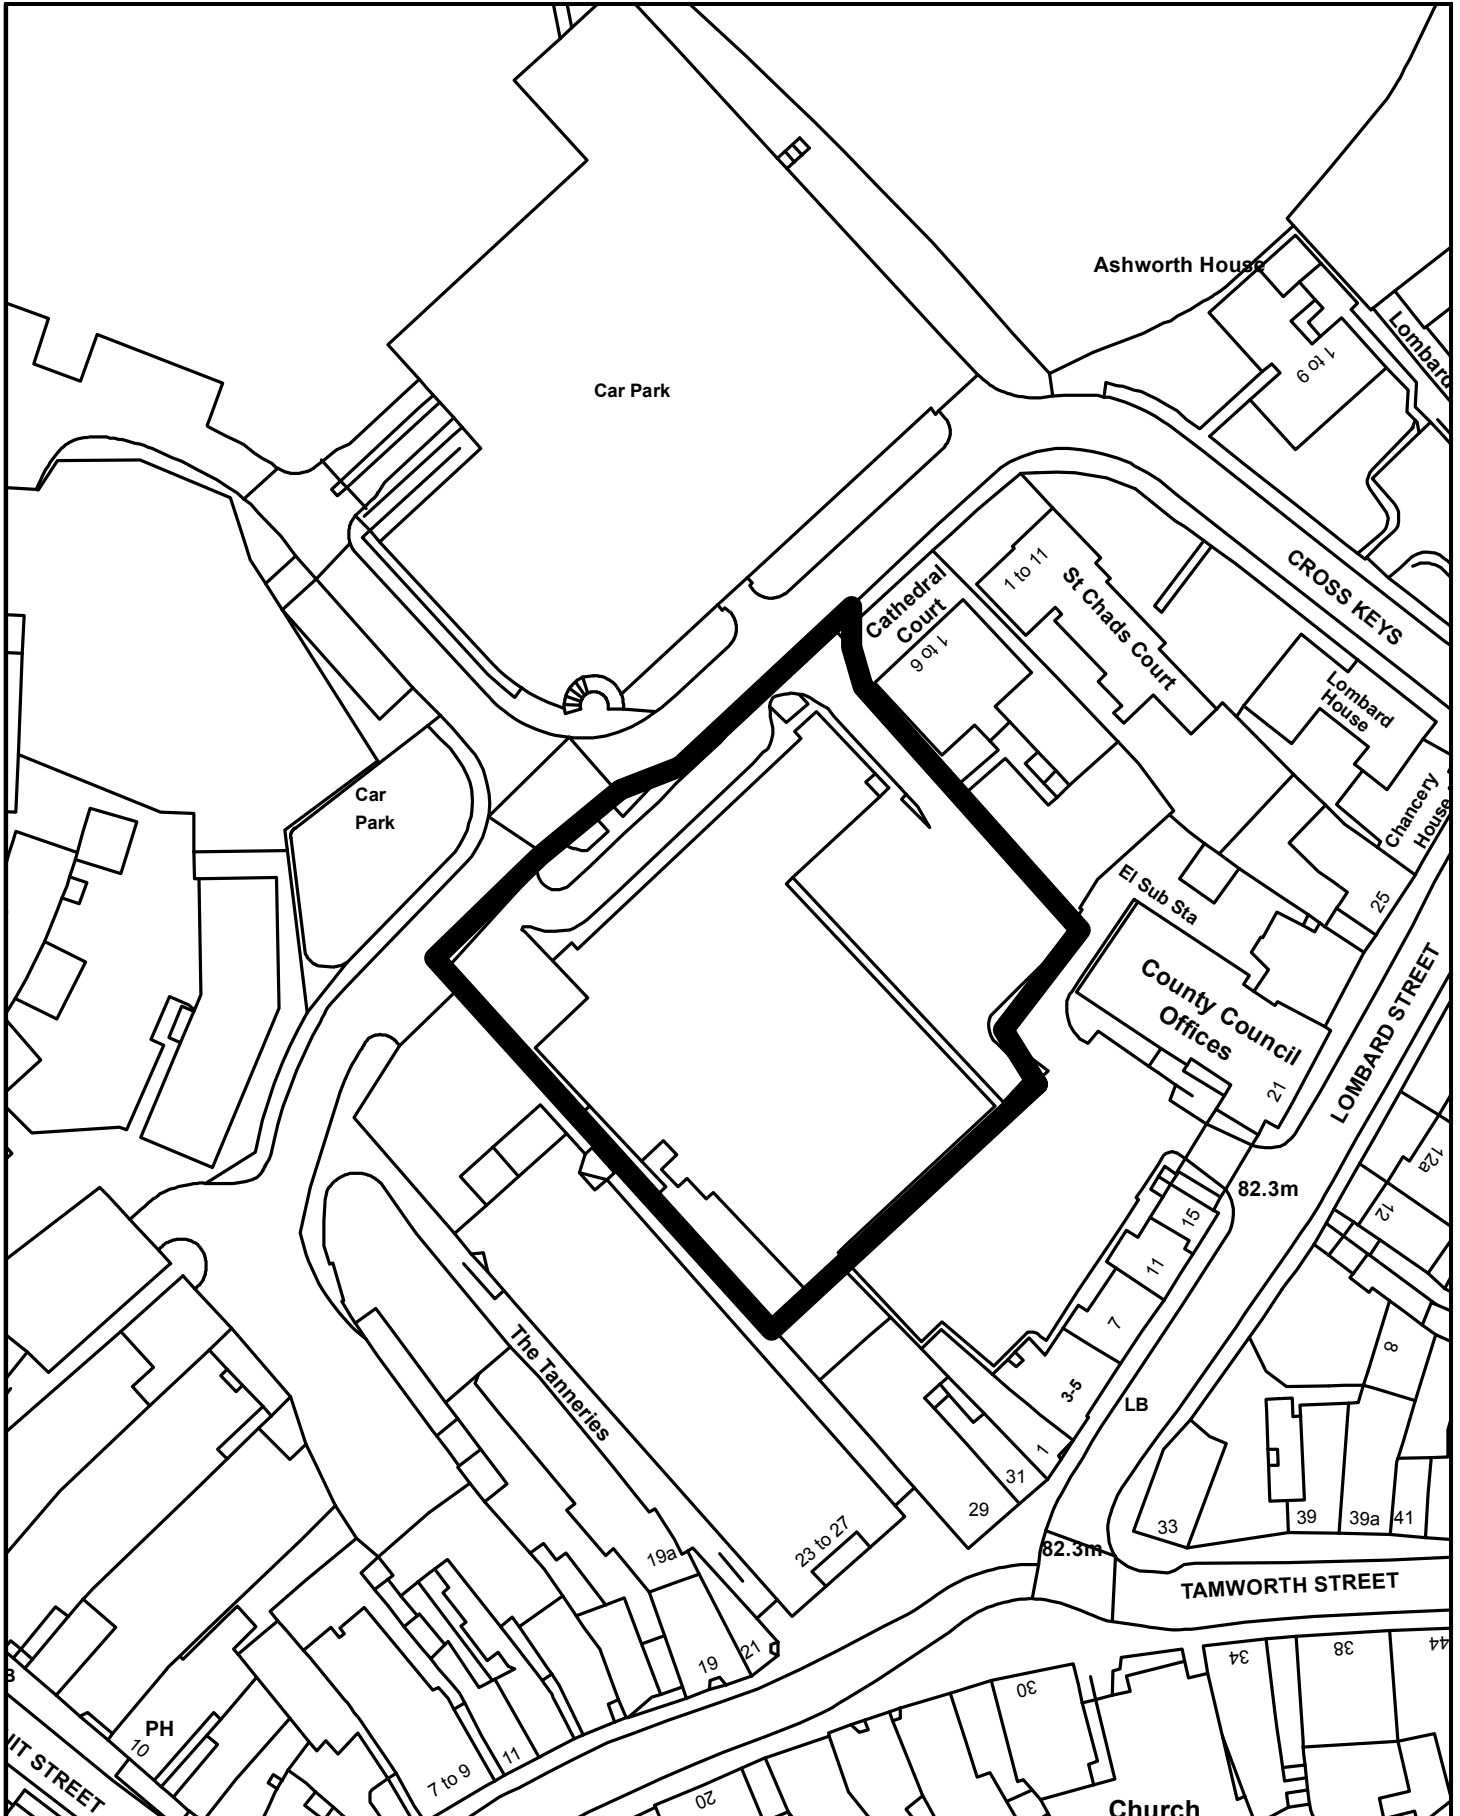 Ashworth House
Lombard
1 to 9
Car Park
CROSS KEYS
Cathedral
Court
1 to 6
1 to 11
St Chads Court
Lombard
House
Car
Park
Chancery
House
25
El Sub Sta
County Council
Offices
21
LOMBARD STREET
12a
12
82.3m
15
11
7
8
3-5
LB
The Tanneries
1
31
29
33
39
39a
41
23 to 27
19a
82.3m
TAMWORTH STREET
19
21
34
38
44
30
PH
10
UIT STREET
7 to 9
11
20
Church